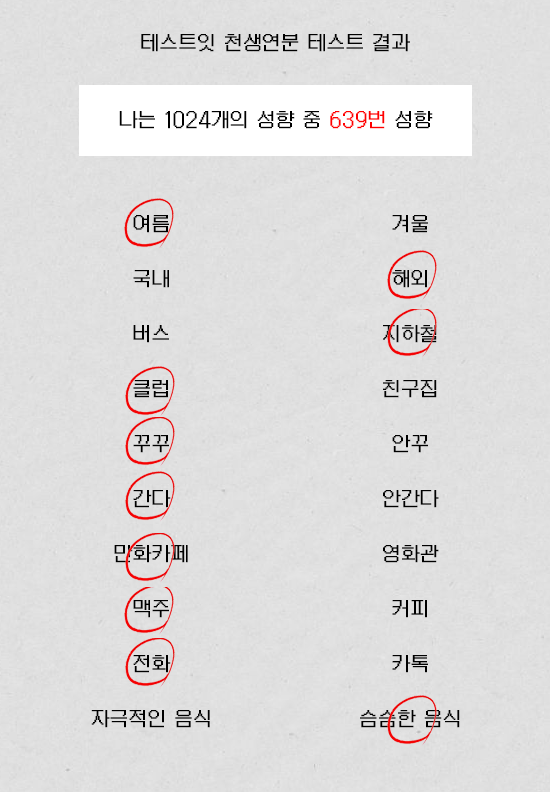 테스트잇 천생연분 테스트 결과
나는 1024개의 성향 중 639번 성향
여름 겨울
국내 해외
버스 지하철
클럽 친구집
꾸꾸 안꾸
간다 안간다
만화카페 영화관
맥주 커피
전화 카톡
자극적인 음식 슴슴한 음식